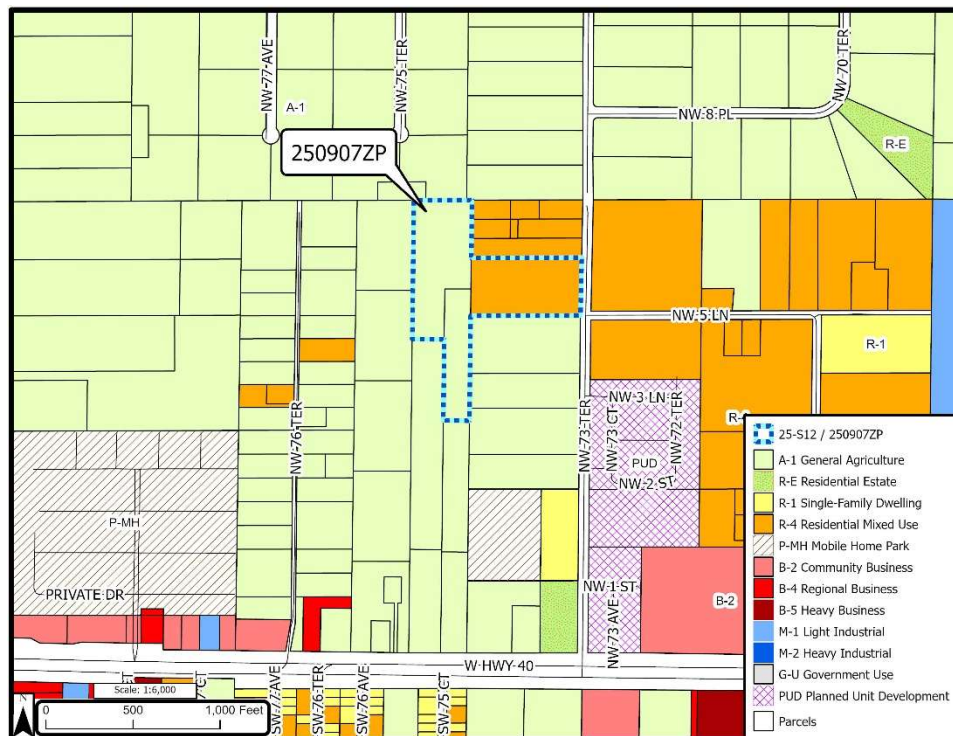 NW 77 AVE
NW 75 TER
NW 70 TER
A-1
NW 8 PL
R-E
250907ZP
NW 5 LN
R-1
NW 76 TER
NW 73 TER
NW 3 LN
NW 73 CT
NW 72 TER
PUD
NW 2 ST
P-MH
PRIVATE DR
NW 1 ST
NW 73 AVE
B-2
W HWY 40
SW 77 AVE
SW 76 TER
SW 76 AVE
SW 75 CT
Scale: 1:6,000
0 500 1,000 Feet
25-S12 / 250907ZP
A-1 General Agriculture
R-E Residential Estate
R-1 Single-Family Dwelling
R-4 Residential Mixed Use
P-MH Mobile Home Park
B-2 Community Business
B-4 Regional Business
B-5 Heavy Business
M-1 Light Industrial
M-2 Heavy Industrial
G-U Government Use
PUD Planned Unit Development
Parcels